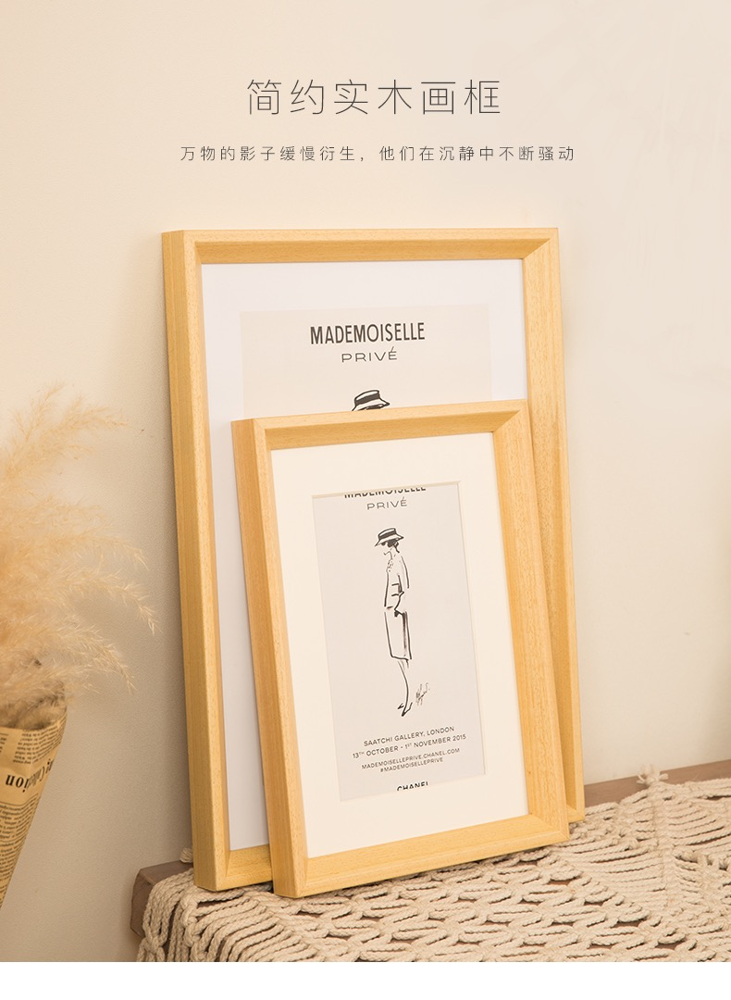 简约实木画框
万物的影子缓慢衍生，他们在沉静中不断骚动
MADEMOISELLE
PRIVÉ
MADEMOISELLE
PRIVÉ
SAATCHI GALLERY, LONDON
13TH OCTOBER - 1ST NOVEMBER 2015
MADEMOISELLEPRIVE.CHANEL.COM
#MADEMOISELLEPRIVE
CHANEL